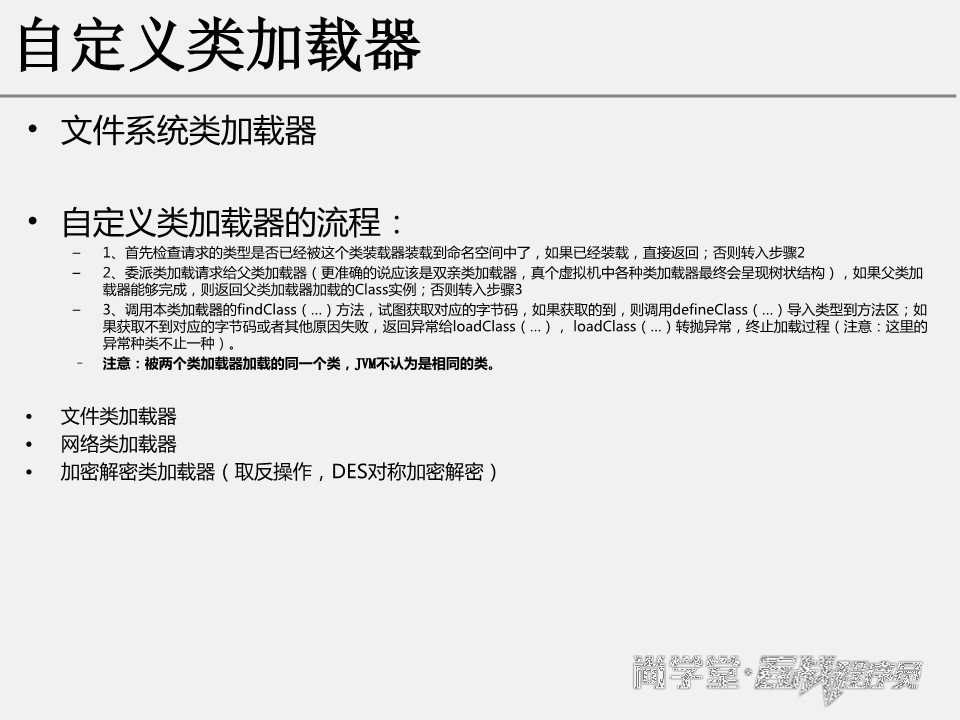 自定义类加载器
• 文件系统类加载器
• 自定义类加载器的流程：
– 1、首先检查请求的类型是否已经被这个类装载器装载到命名空间中了，如果已经装载，直接返回；否则转入步骤2
– 2、委派类加载请求给父类加载器（更准确的说应该是双亲类加载器，真个虚拟机中各种类加载器最终会呈现树状结构），如果父类加
载器能够完成，则返回父类加载器加载的Class实例；否则转入步骤3
– 3、调用本类加载器的findClass（…）方法，试图获取对应的字节码，如果获取的到，则调用defineClass（…）导入类型到方法区；如
果获取不到对应的字节码或者其他原因失败，返回异常给loadClass（…）， loadClass（…）转抛异常，终止加载过程（注意：这里的
异常种类不止一种）。
– 注意：被两个类加载器加载的同一个类，JVM不认为是相同的类。
• 文件类加载器
• 网络类加载器
• 加密解密类加载器（取反操作，DES对称加密解密）
尚学堂·实战程序员